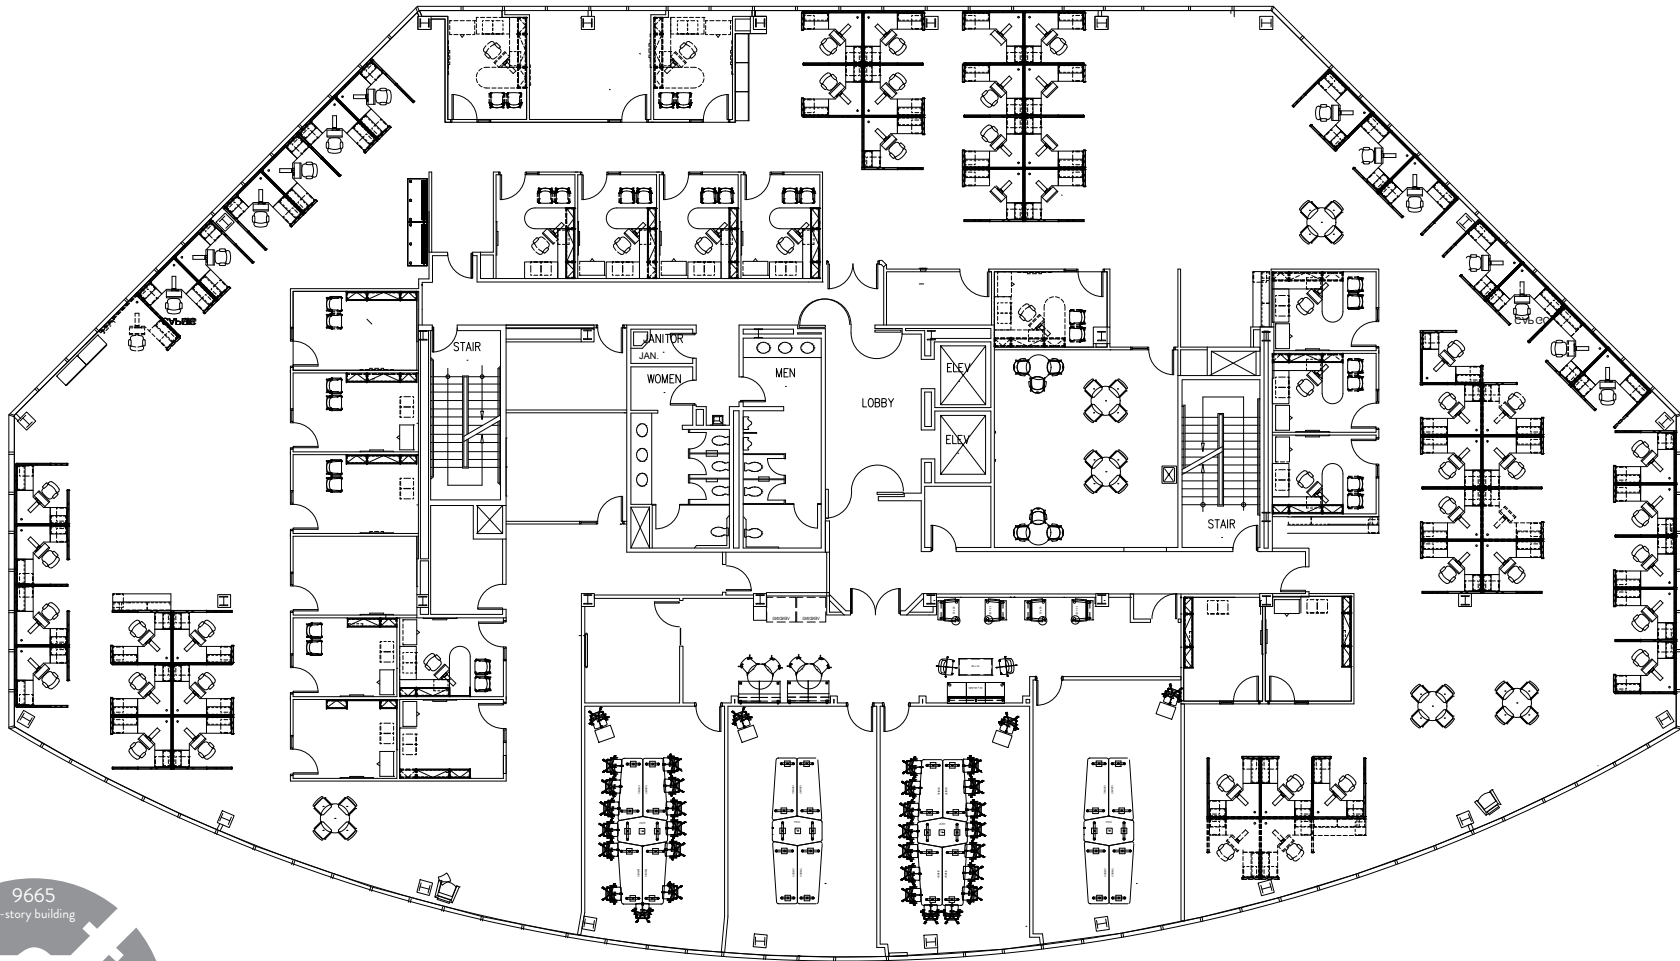 STAIR
JANITOR
JAN.
WOMEN
MEN
LOBBY
ELEV
ELEV
STAIR
9665
-story building